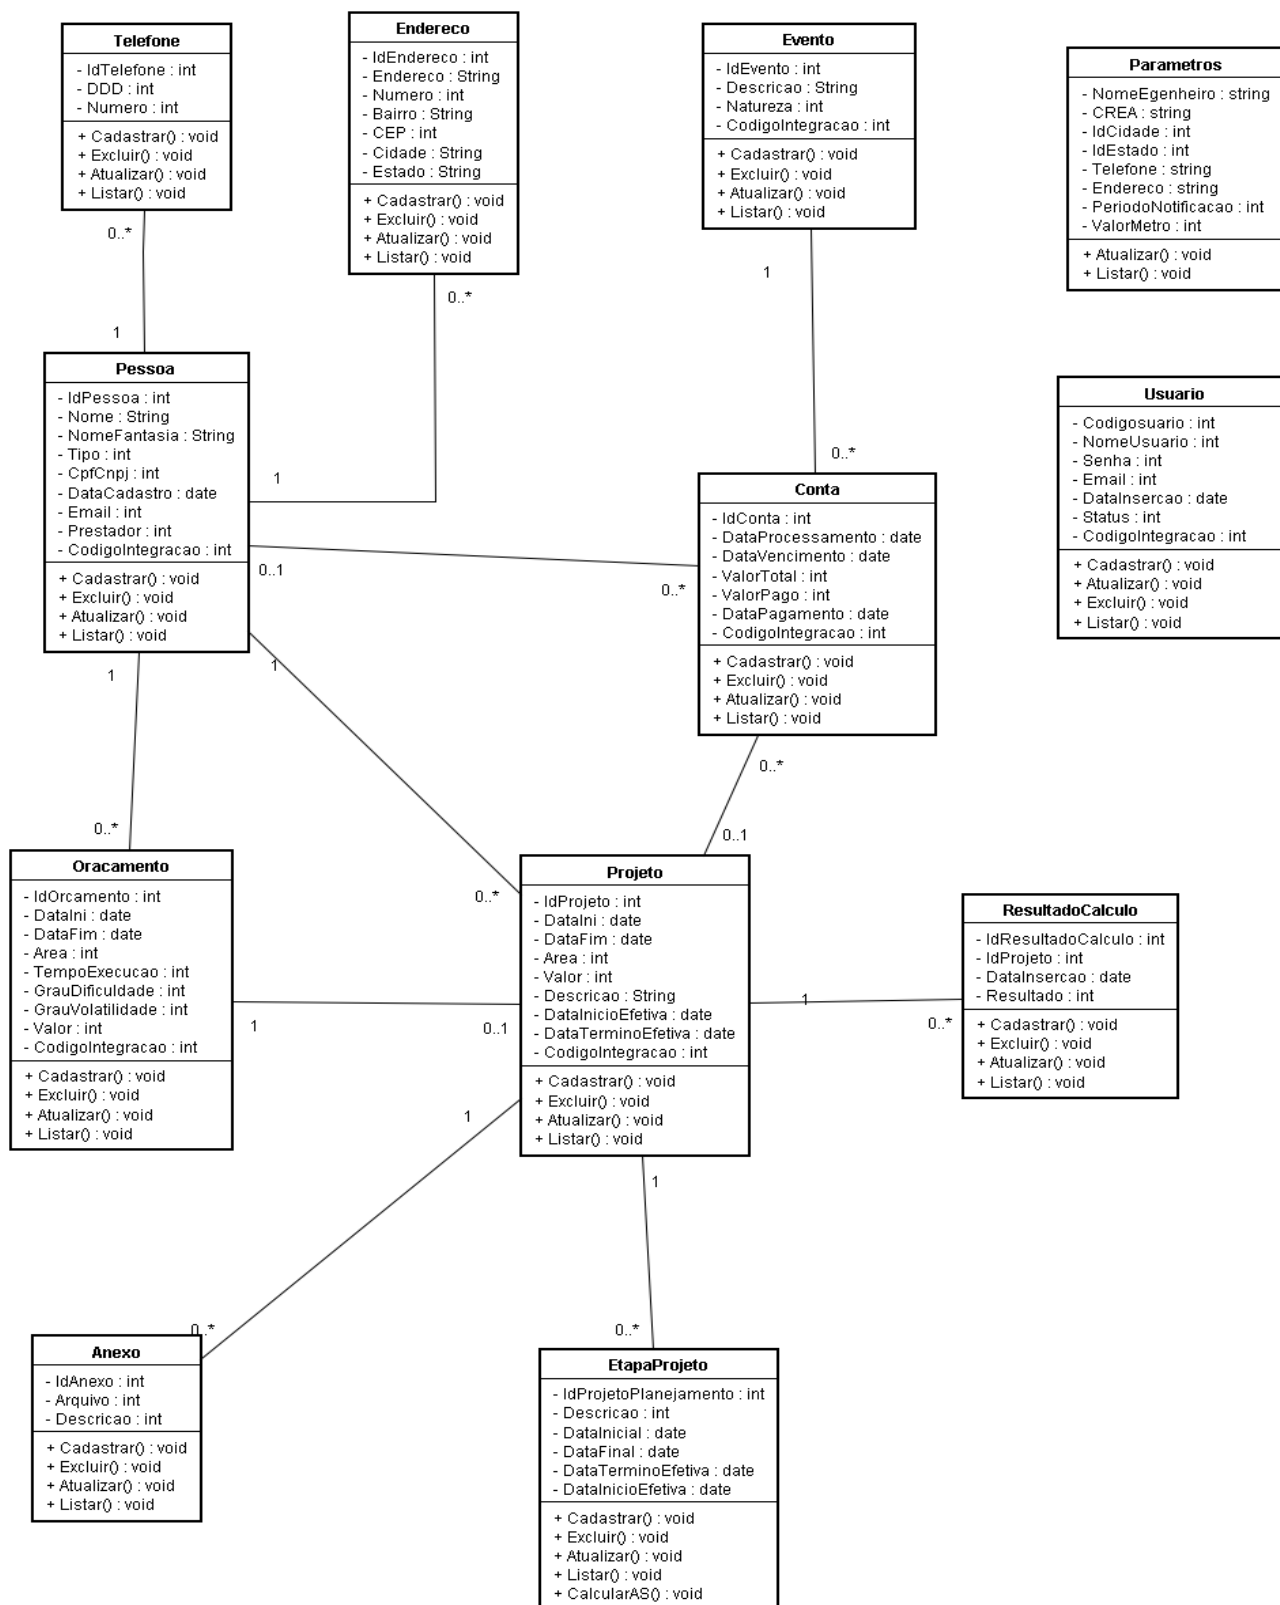 Telefone
- IdTelefone : int
- DDD : int
- Numero : int
+ Cadastrar() : void
+ Excluir() : void
+ Atualizar() : void
+ Listar() : void
0..*
1
Endereco
- IdEndereco : int
- Endereco : String
- Numero : int
- Bairro : String
- CEP : int
- Cidade : String
- Estado : String
+ Cadastrar() : void
+ Excluir() : void
+ Atualizar() : void
+ Listar() : void
0..*
1
Evento
- IdEvento : int
- Descricao : String
- Natureza : int
- CodigoIntegracao : int
+ Cadastrar() : void
+ Excluir() : void
+ Atualizar() : void
+ Listar() : void
1
0..*
Parametros
- NomeEgenheiro : string
- CREA : string
- IdCidade : int
- IdEstado : int
- Telefone : string
- Endereco : string
- PeriodoNotificacao : int
- ValorMetro : int
+ Atualizar() : void
+ Listar() : void
Pessoa
- IdPessoa : int
- Nome : String
- NomeFantasia : String
- Tipo : int
- CpfCnpj : int
- DataCadastro : date
- Email : int
- Prestador : int
- CodigoIntegracao : int
+ Cadastrar() : void
+ Excluir() : void
+ Atualizar() : void
+ Listar() : void
0..1
0..*
1
1
Conta
- IdConta : int
- DataProcessamento : date
- DataVencimento : date
- ValorTotal : int
- ValorPago : int
- DataPagamento : date
- CodigoIntegracao : int
+ Cadastrar() : void
+ Excluir() : void
+ Atualizar() : void
+ Listar() : void
0..*
0..1
Usuario
- Codigosuario : int
- NomeUsuario : int
- Senha : int
- Email : int
- DataInsercao : date
- Status : int
- CodigoIntegracao : int
+ Cadastrar() : void
+ Atualizar() : void
+ Excluir() : void
+ Listar() : void
0..*
0..*
Oracamento
- IdOrcamento : int
- DataIni : date
- DataFim : date
- Area : int
- TempoExecucao : int
- GrauDificuldade : int
- GrauVolatilidade : int
- Valor : int
- CodigoIntegracao : int
+ Cadastrar() : void
+ Excluir() : void
+ Atualizar() : void
+ Listar() : void
1
0..1
Projeto
- IdProjeto : int
- DataIni : date
- DataFim : date
- Area : int
- Valor : int
- Descricao : String
- DataInicioEfetiva : date
- DataTerminoEfetiva : date
- CodigoIntegracao : int
+ Cadastrar() : void
+ Excluir() : void
+ Atualizar() : void
+ Listar() : void
1
0..*
ResultadoCalculo
- IdResultadoCalculo : int
- IdProjeto : int
- DataInsercao : date
- Resultado : int
+ Cadastrar() : void
+ Excluir() : void
+ Atualizar() : void
+ Listar() : void
1
1
0..*
0..*
Anexo
- IdAnexo : int
- Arquivo : int
- Descricao : int
+ Cadastrar() : void
+ Excluir() : void
+ Atualizar() : void
+ Listar() : void
EtapaProjeto
- IdProjetoPlanejamento : int
- Descricao : int
- DataInicial : date
- DataFinal : date
- DataTerminoEfetiva : date
- DataInicioEfetiva : date
+ Cadastrar() : void
+ Excluir() : void
+ Atualizar() : void
+ Listar() : void
+ CalcularAS() : void